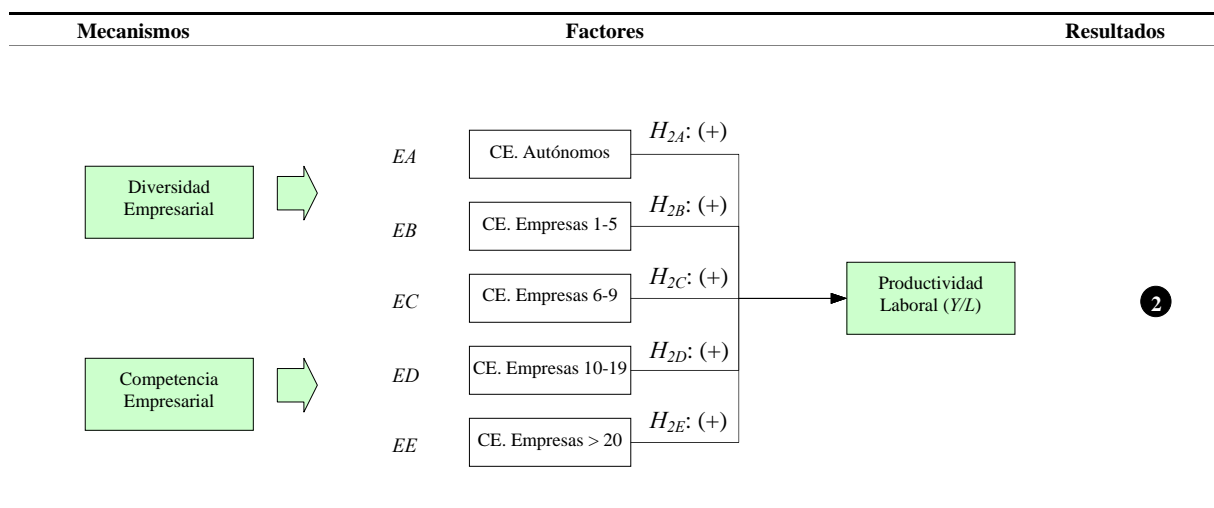 Mecanismos Factores Resultados
Diversidad
Empresarial
Competencia
Empresarial
EA CE. Autónomos H2A: (+)
EB CE. Empresas 1-5 H2B: (+)
EC CE. Empresas 6-9 H2C: (+)
ED CE. Empresas 10-19 H2D: (+)
EE CE. Empresas > 20 H2E: (+)
Productividad
Laboral (Y/L)
2